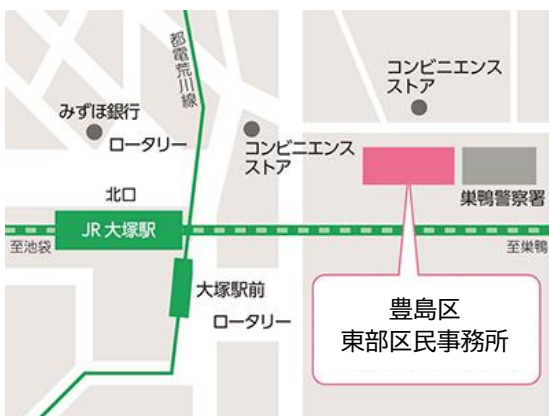 都電荒川線
コンビニエンス
ストア
みずほ銀行
ロータリー
コンビニエンス
ストア
北口
巣鴨警察署
JR 大塚駅
至池袋
至巣鴨
大塚駅前
ロータリー
豊島区
東部区民事務所